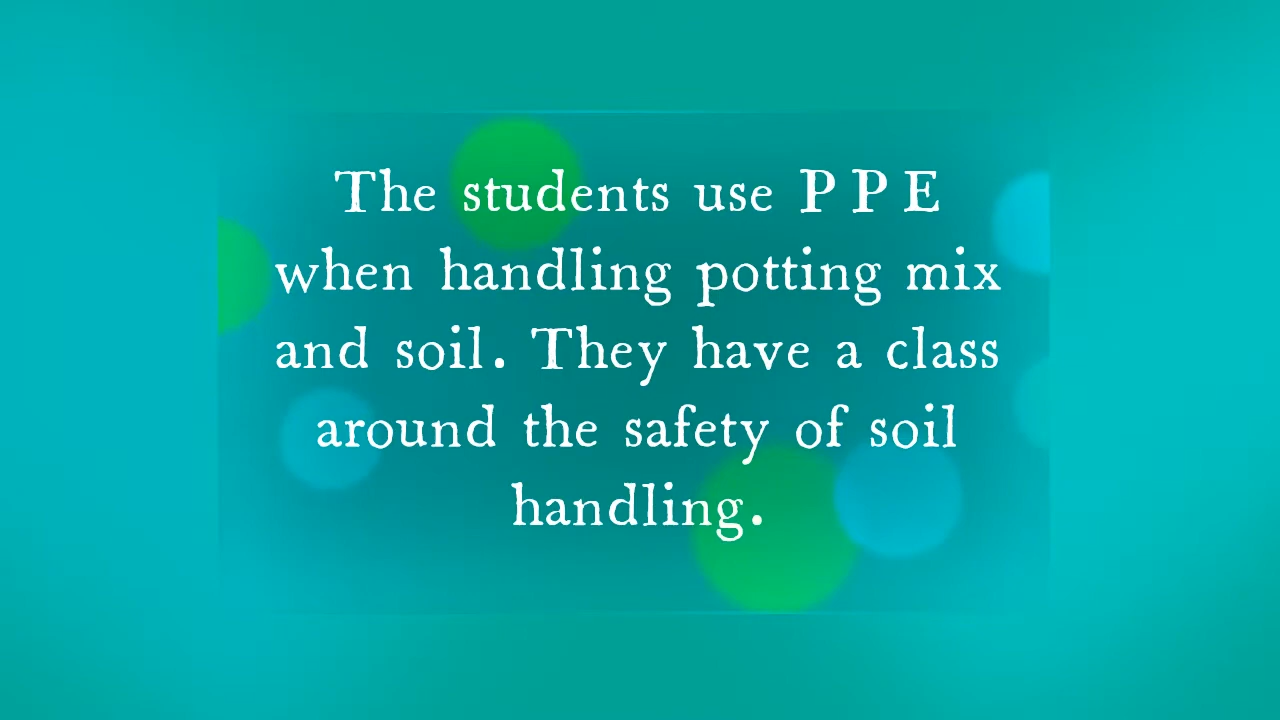 The students use P P E
when handling potting mix
and soil. They have a class
around the safety of soil
handling.